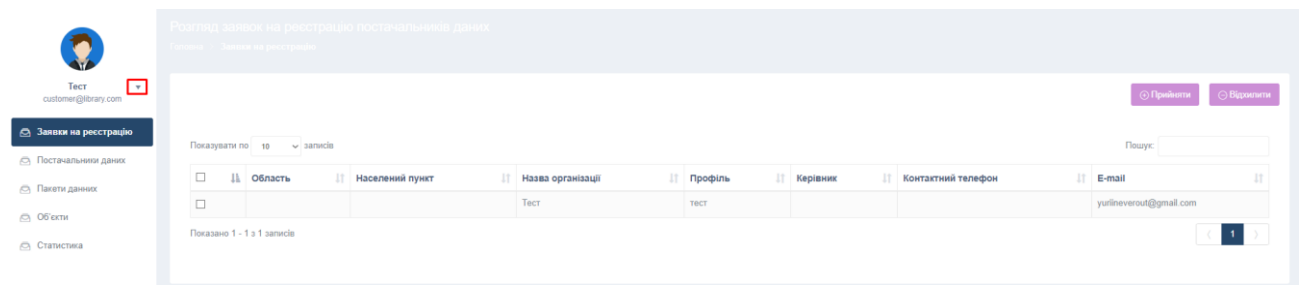 Розгляд заявок на реєстрацію постачальників даних
Головна > Заявки на реєстрацію
Тест
customer@library.com
Прийняти Відхилити
Заявки на реєстрацію
Постачальники даних
Пакети данних
Об'єкти
Статистика
Показувати по 10 записів
Пошук:
Область Населений пункт Назва організації Профіль Керівник Контактний телефон E-mail
Тест тест yurlineverout@gmail.com
Показано 1 - 1 з 1 записів
1